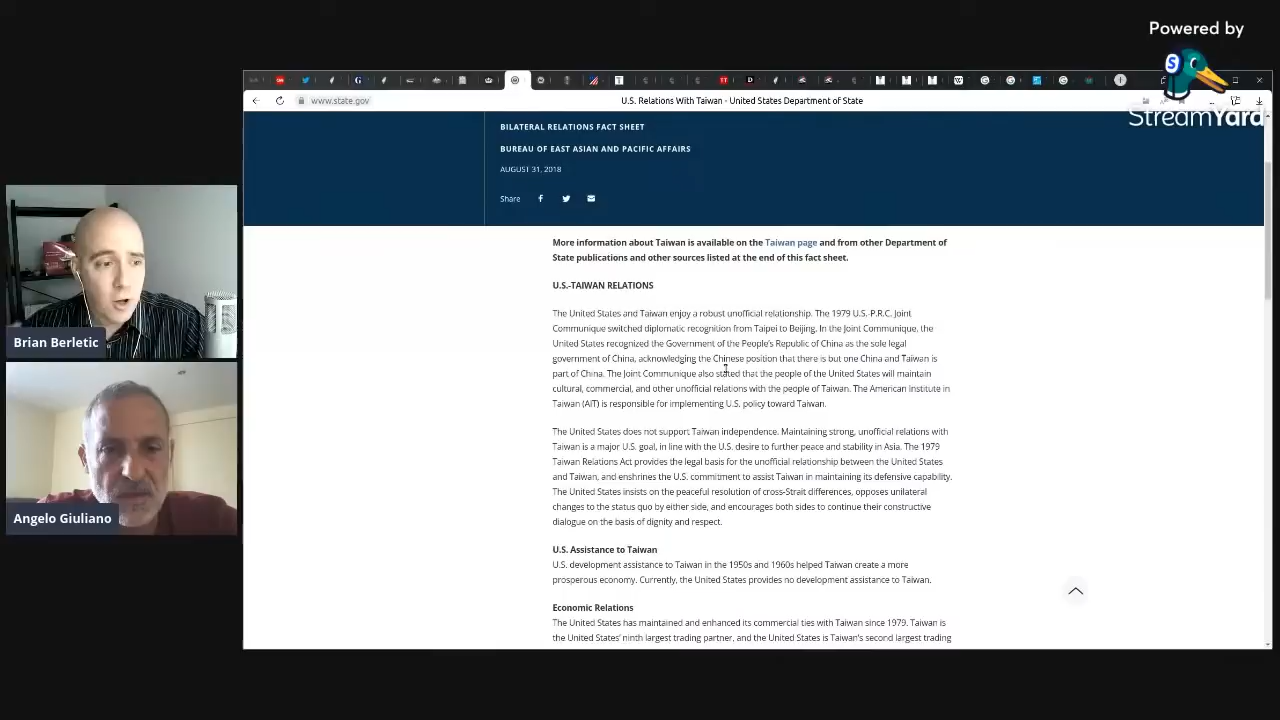 Powered by
StreamYard
www.state.gov
U.S. Relations With Taiwan - United States Department of State
BILATERAL RELATIONS FACT SHEET
BUREAU OF EAST ASIAN AND PACIFIC AFFAIRS
AUGUST 31, 2018
Share
More information about Taiwan is available on the Taiwan page and from other Department of
State publications and other sources listed at the end of this fact sheet.
U.S.-TAIWAN RELATIONS
The United States and Taiwan enjoy a robust unofficial relationship. The 1979 U.S.-P.R.C. Joint
Communique switched diplomatic recognition from Taipei to Beijing. In the Joint Communique, the
United States recognized the Government of the People's Republic of China as the sole legal
government of China, acknowledging the Chinese position that there is but one China and Taiwan is
part of China. The Joint Communique also stated that the people of the United States will maintain
cultural, commercial, and other unofficial relations with the people of Taiwan. The American Institute in
Taiwan (AIT) is responsible for implementing U.S. policy toward Taiwan.
The United States does not support Taiwan independence. Maintaining strong, unofficial relations with
Taiwan is a major U.S. goal, in line with the U.S. desire to further peace and stability in Asia. The 1979
Taiwan Relations Act provides the legal basis for the unofficial relationship between the United States
and Taiwan, and enshrines the U.S. commitment to assist Taiwan in maintaining its defensive capability.
The United States insists on the peaceful resolution of cross-Strait differences, opposes unilateral
changes to the status quo by either side, and encourages both sides to continue their constructive
dialogue on the basis of dignity and respect.
U.S. Assistance to Taiwan
U.S. development assistance to Taiwan in the 1950s and 1960s helped Taiwan create a more
prosperous economy. Currently, the United States provides no development assistance to Taiwan.
Economic Relations
The United States has maintained and enhanced its commercial ties with Taiwan since 1979. Taiwan is
the United States' ninth largest trading partner, and the United States is Taiwan's second largest trading
Brian Berletic
Angelo Giuliano